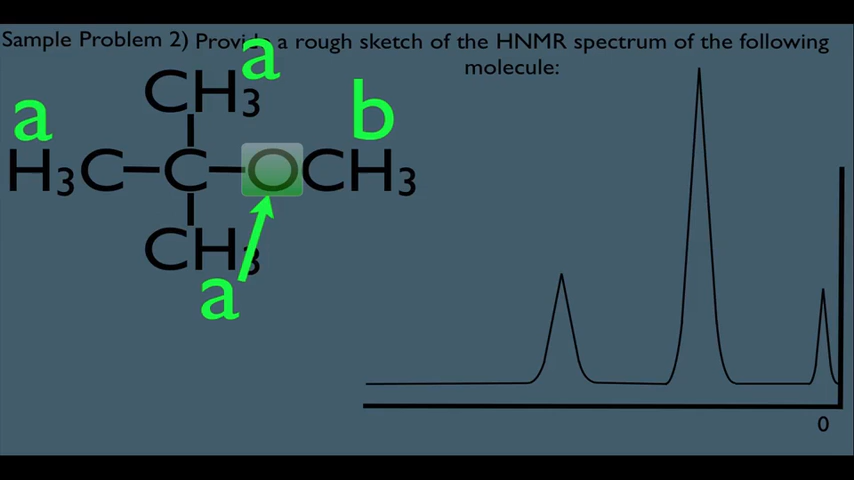 Sample Problem 2) Provide a rough sketch of the HNMR spectrum of the following
molecule:
a
CH3
a
b
H3C-C-OCH3
CH3
a
0